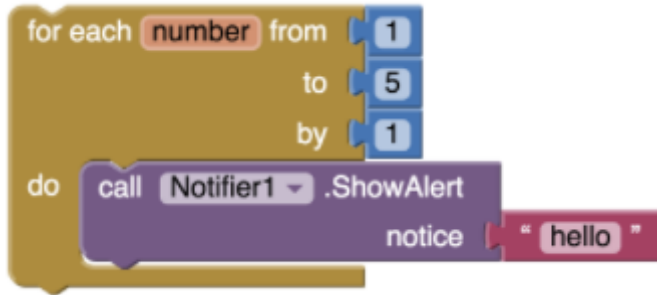 for each number from 1
to 5
by 1
do call Notifier1 .ShowAlert
notice “ hello ”